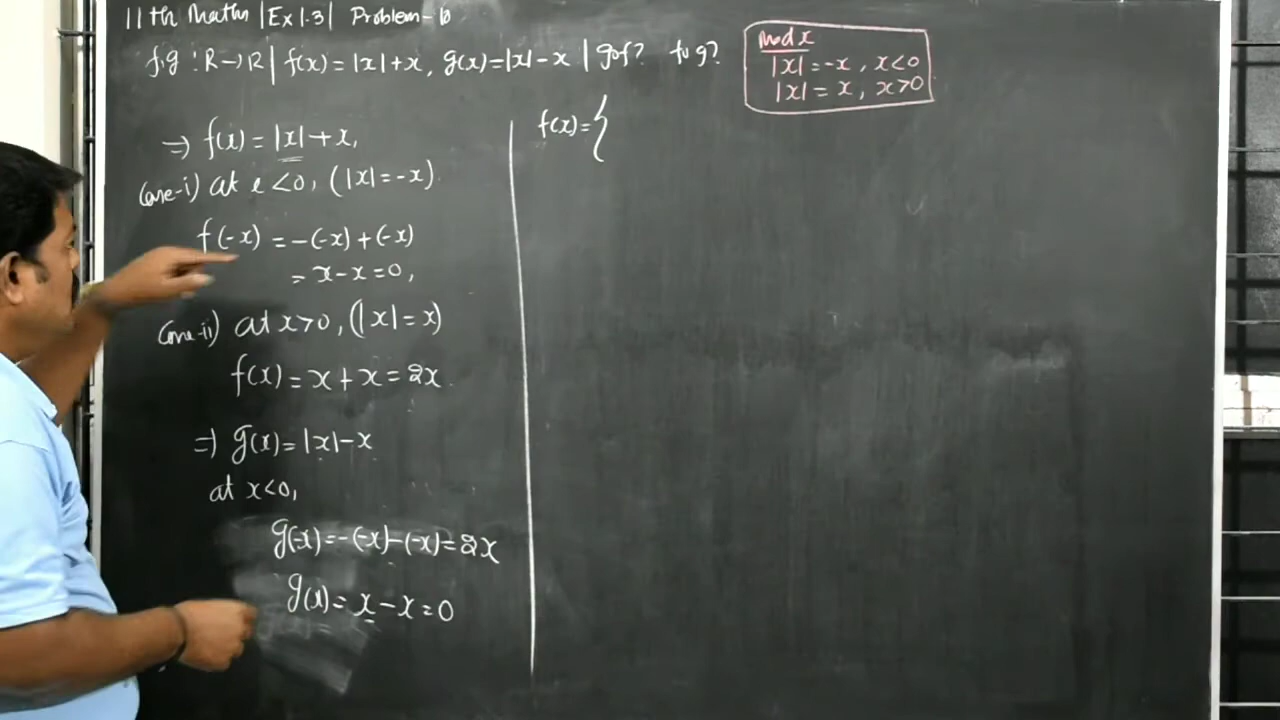 11th Maths | Ex 1.3 | Problem-10
f,g : R→R | f(x) = |x|+x, g(x)=|x|-x | gof? fog?
mod x
|x| = -x, x<0
|x| = x, x>0
⇒ f(x) = |x|+x,
(case-i) at x<0, (|x|=-x).
f(-x) = -(-x)+(-x)
= x-x=0,
(case-ii) at x>0, (|x|=x)
f(x) = x+x = 2x.
⇒ g(x) = |x|-x
at x<0,
g(-x)=-(-x)-(-x)=2x
g(x)= x-x=0
f(x)={